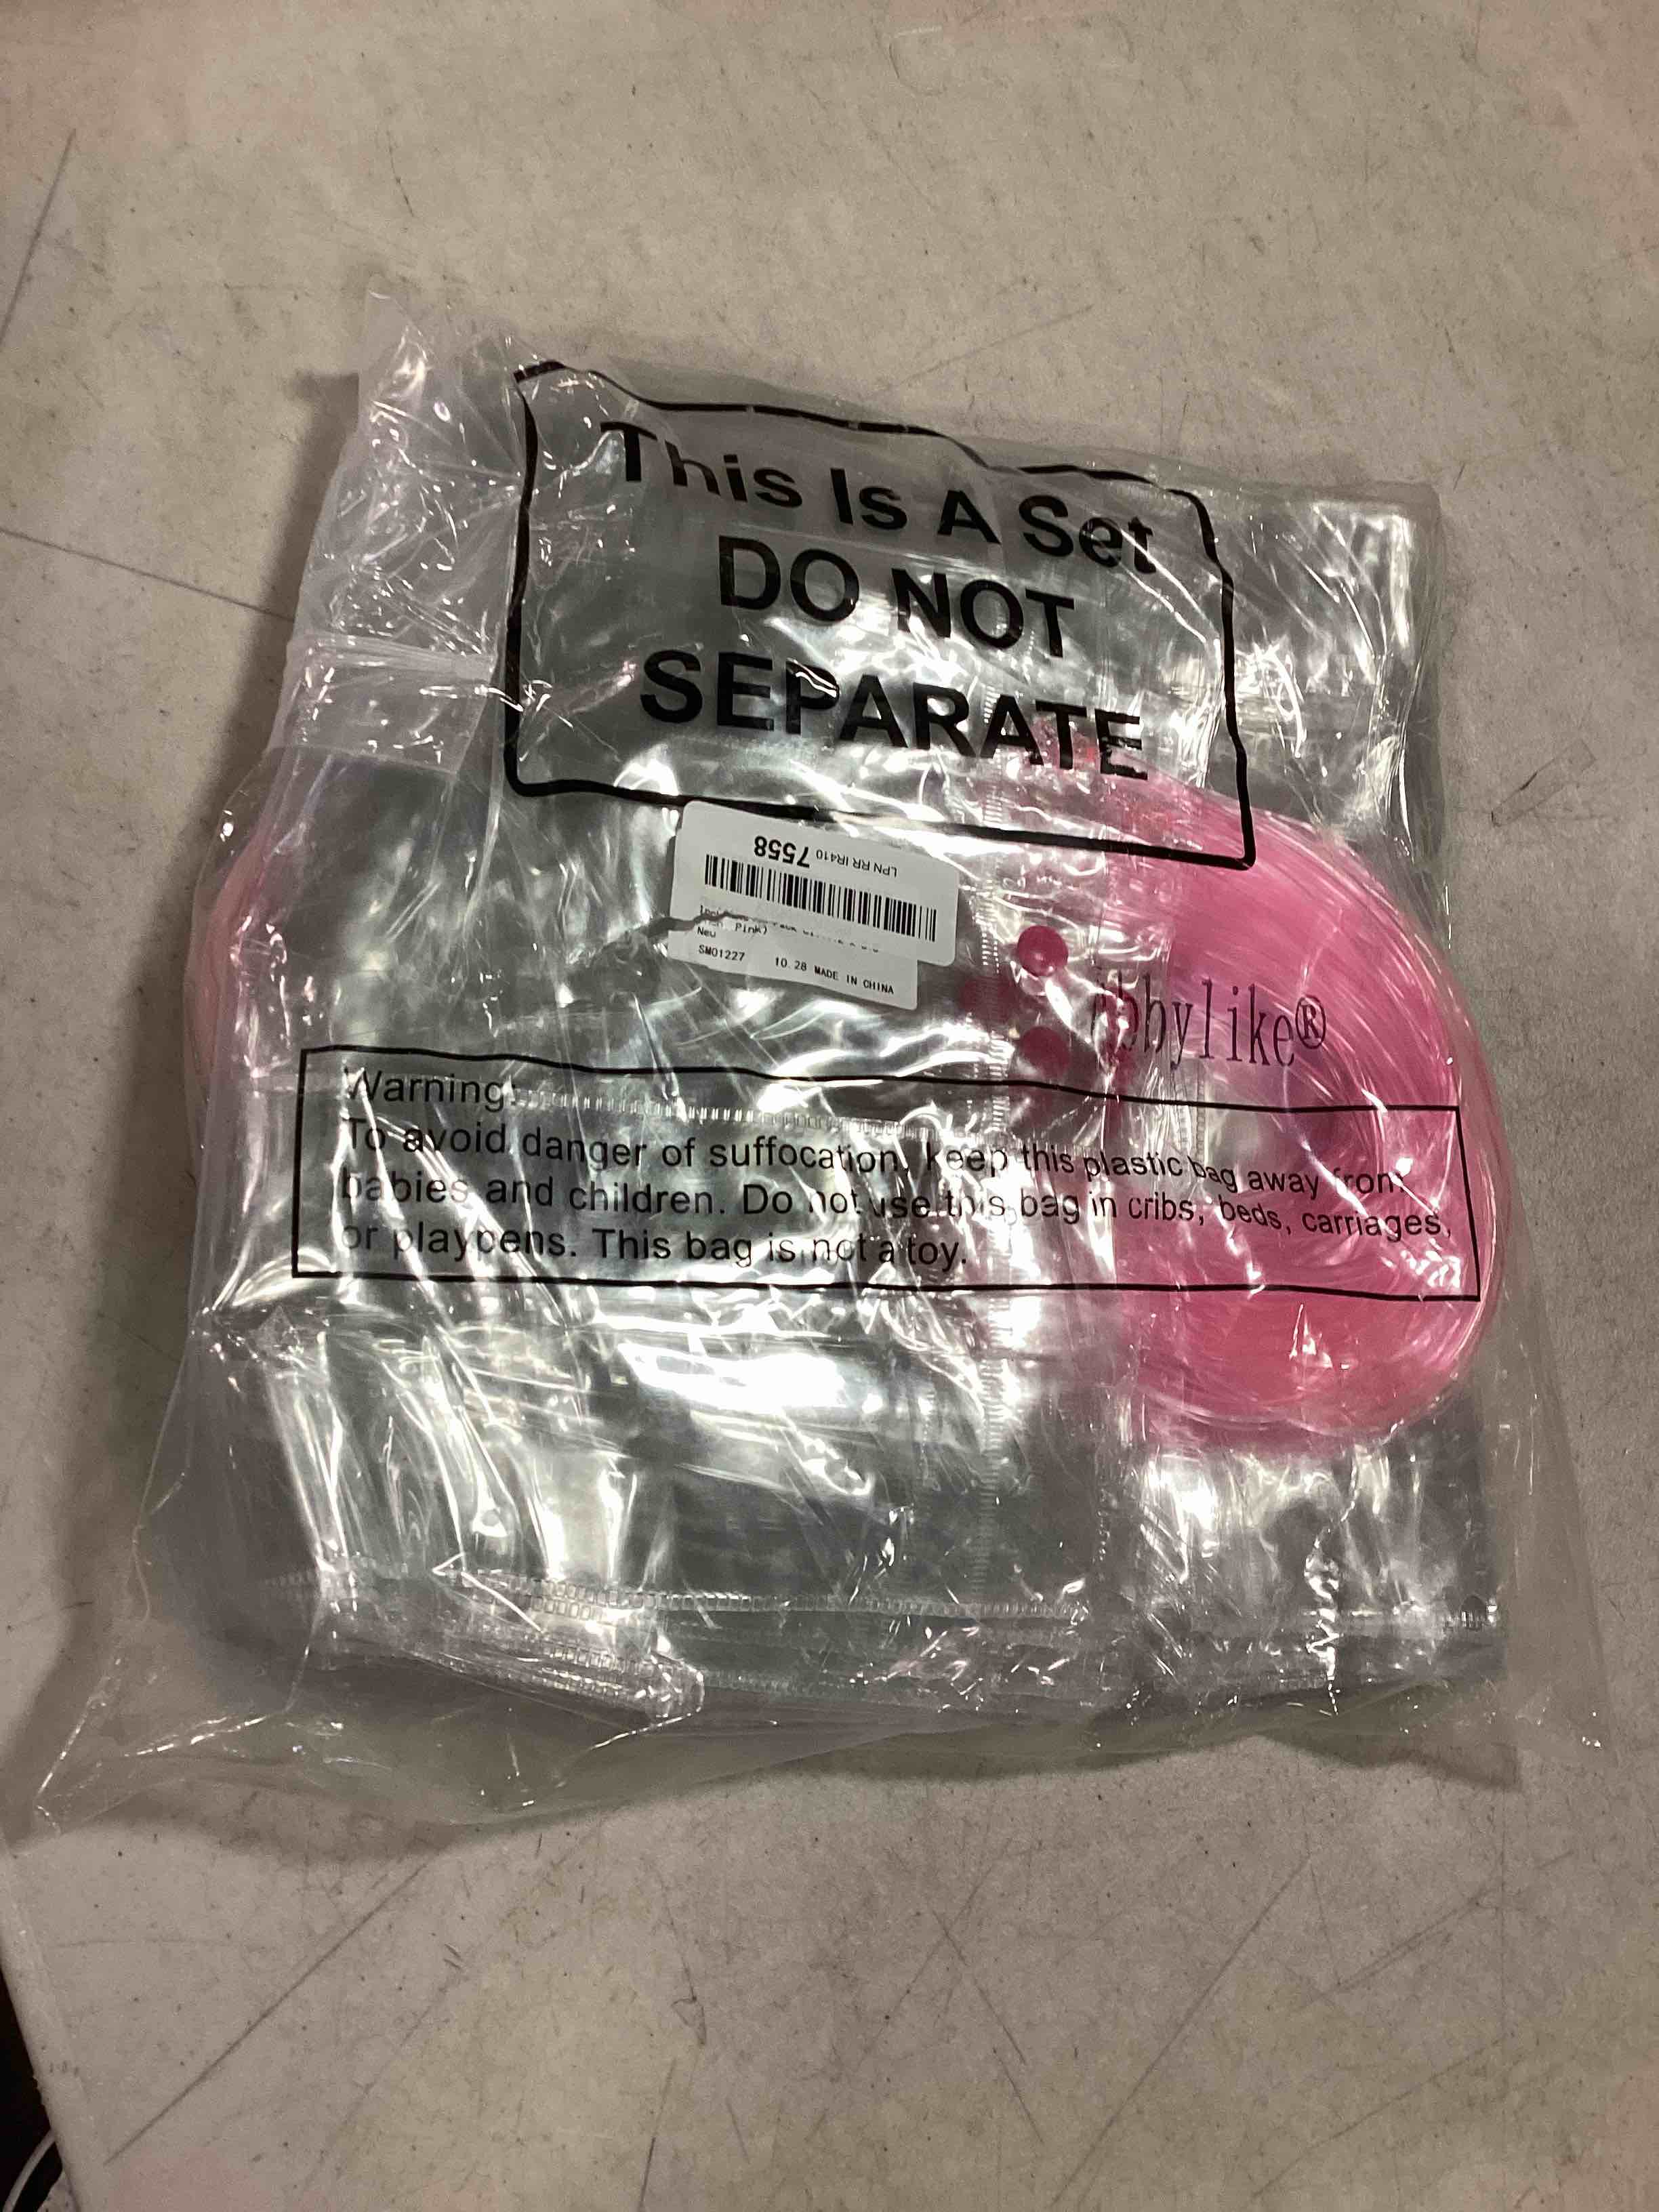 This Is A Set
DO NOT
SEPARATE
LPN RR IR410 7558
Pink)
SM01227 10.28 MADE IN CHINA
Warning:
To avoid danger of suffocation, keep this plastic bag away from
babies and children. Do not use this bag in cribs, beds, carriages,
or playpens. This bag is not a toy.